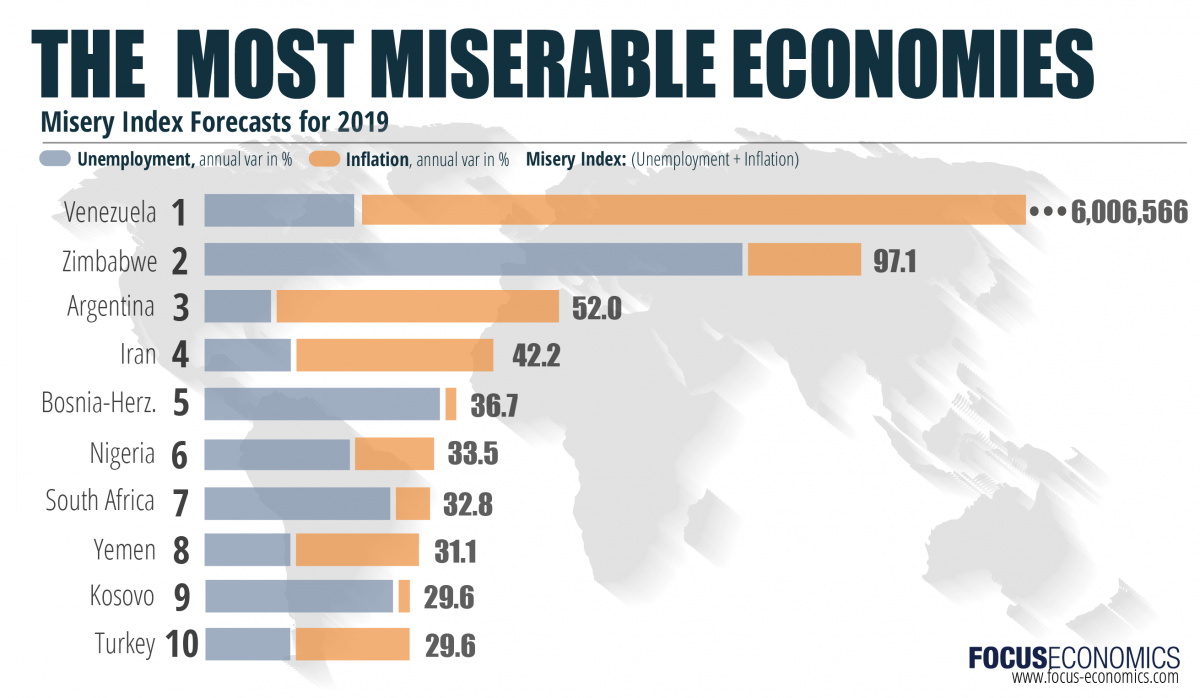 THE MOST MISERABLE ECONOMIES
Misery Index Forecasts for 2019
Unemployment, annual var in % Inflation, annual var in % Misery Index: (Unemployment + Inflation)
Venezuela 1 •••6,006,566
Zimbabwe 2 97.1
Argentina 3 52.0
Iran 4 42.2
Bosnia-Herz. 5 36.7
Nigeria 6 33.5
South Africa 7 32.8
Yemen 8 31.1
Kosovo 9 29.6
Turkey 10 29.6
FOCUSECONOMICS
www.focus-economics.com